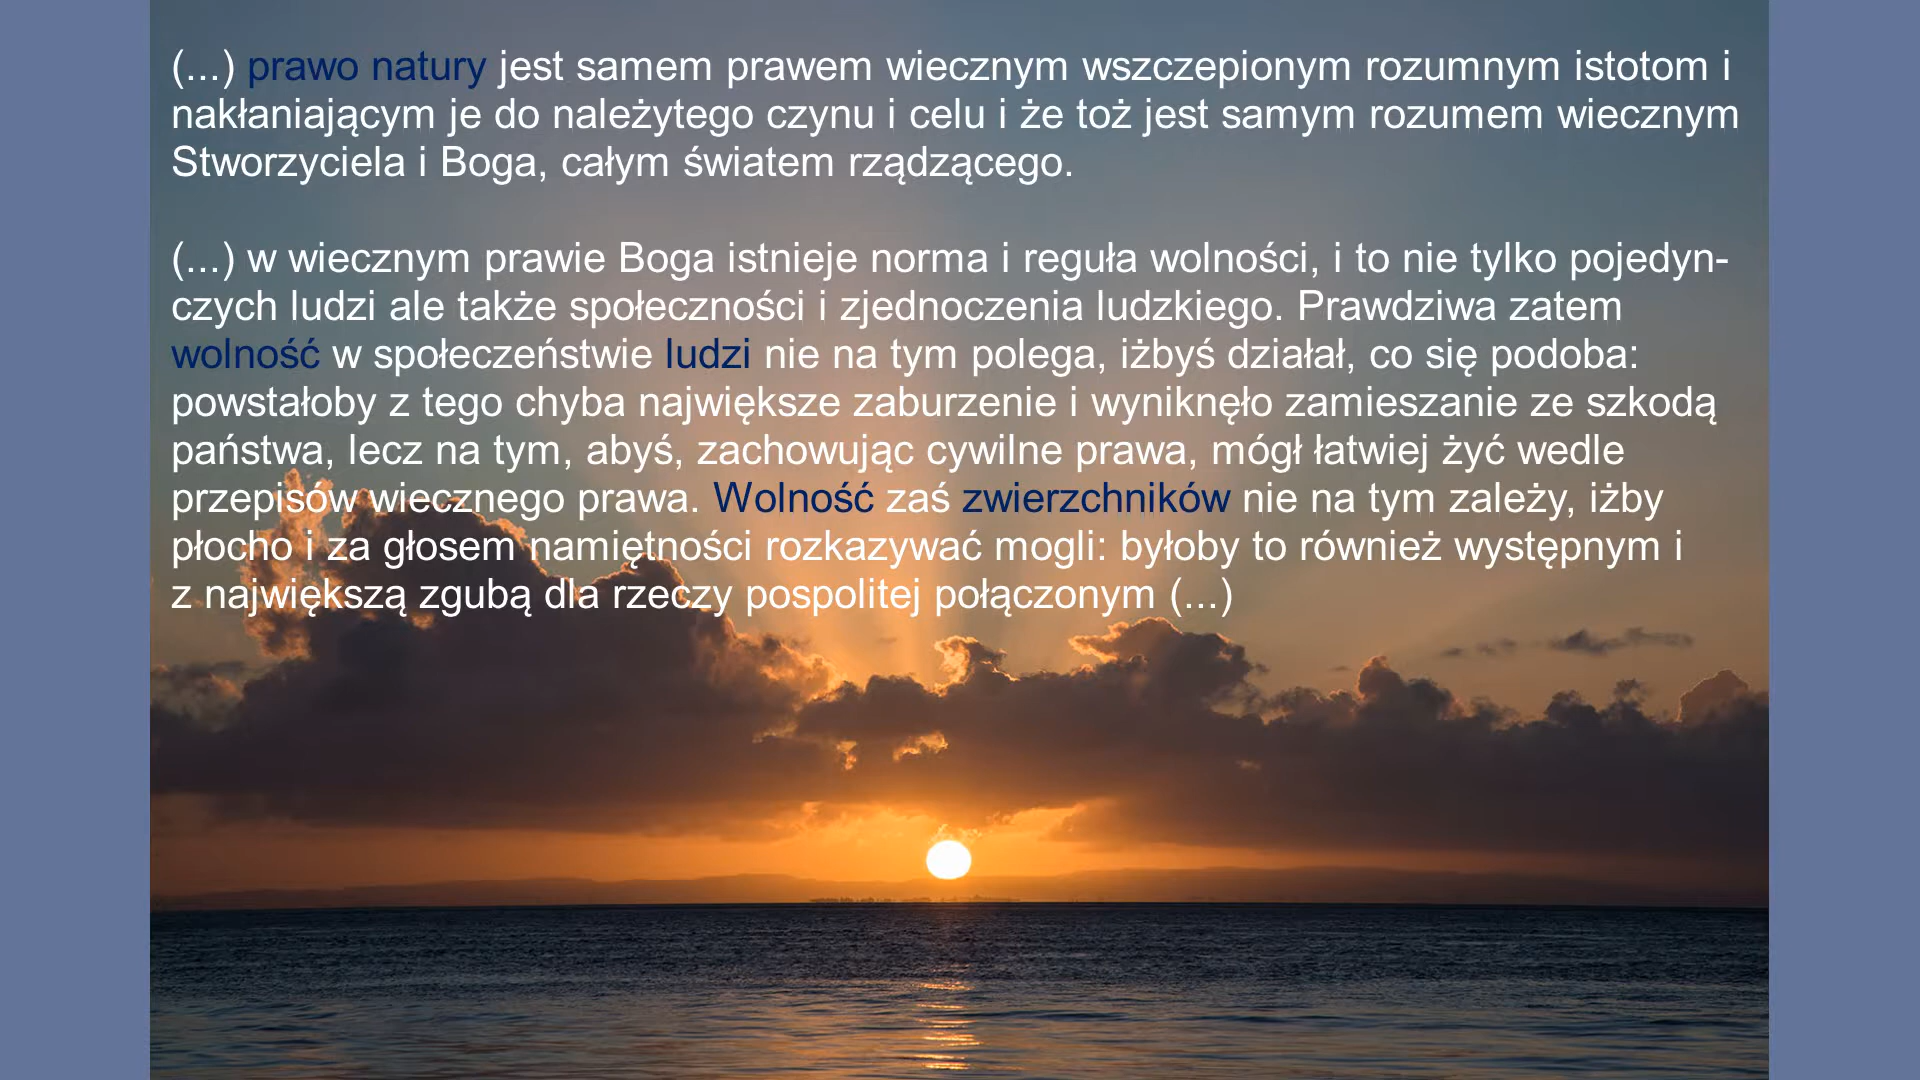 (...) prawo natury jest samem prawem wiecznym wszczepionym rozumnym istotom i
nakłaniającym je do należytego czynu i celu i że toż jest samym rozumem wiecznym
Stworzyciela i Boga, całym światem rządzącego.
(...) w wiecznym prawie Boga istnieje norma i reguła wolności, i to nie tylko pojedyn-
czych ludzi ale także społeczności i zjednoczenia ludzkiego. Prawdziwa zatem
wolność w społeczeństwie ludzi nie na tym polega, iżbyś działał, co się podoba:
powstałoby z tego chyba największe zaburzenie i wyniknęło zamieszanie ze szkodą
państwa, lecz na tym, abyś, zachowując cywilne prawa, mógł łatwiej żyć wedle
przepisów wiecznego prawa. Wolność zaś zwierzchników nie na tym zależy, iżby
płocho i za głosem namiętności rozkazywać mogli: byłoby to również występnym i
z największą zgubą dla rzeczy pospolitej połączonym (...)